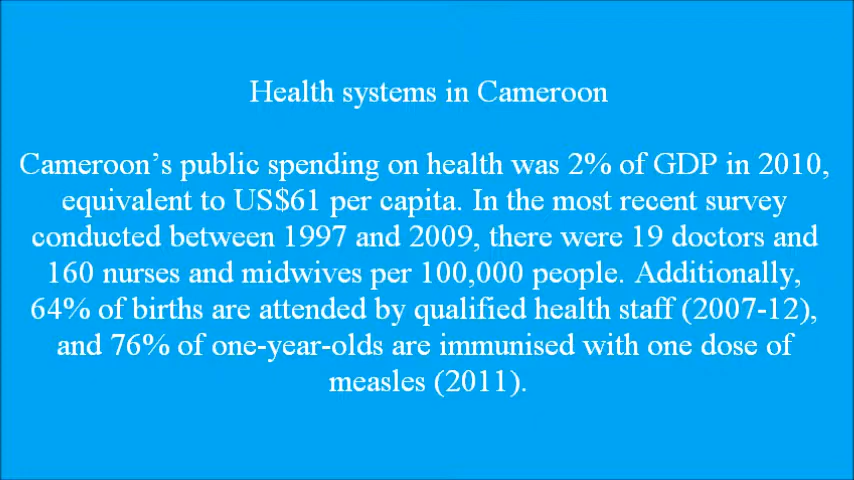 Health systems in Cameroon
Cameroon’s public spending on health was 2% of GDP in 2010,
equivalent to US$61 per capita. In the most recent survey
conducted between 1997 and 2009, there were 19 doctors and
160 nurses and midwives per 100,000 people. Additionally,
64% of births are attended by qualified health staff (2007-12),
and 76% of one-year-olds are immunised with one dose of
measles (2011).